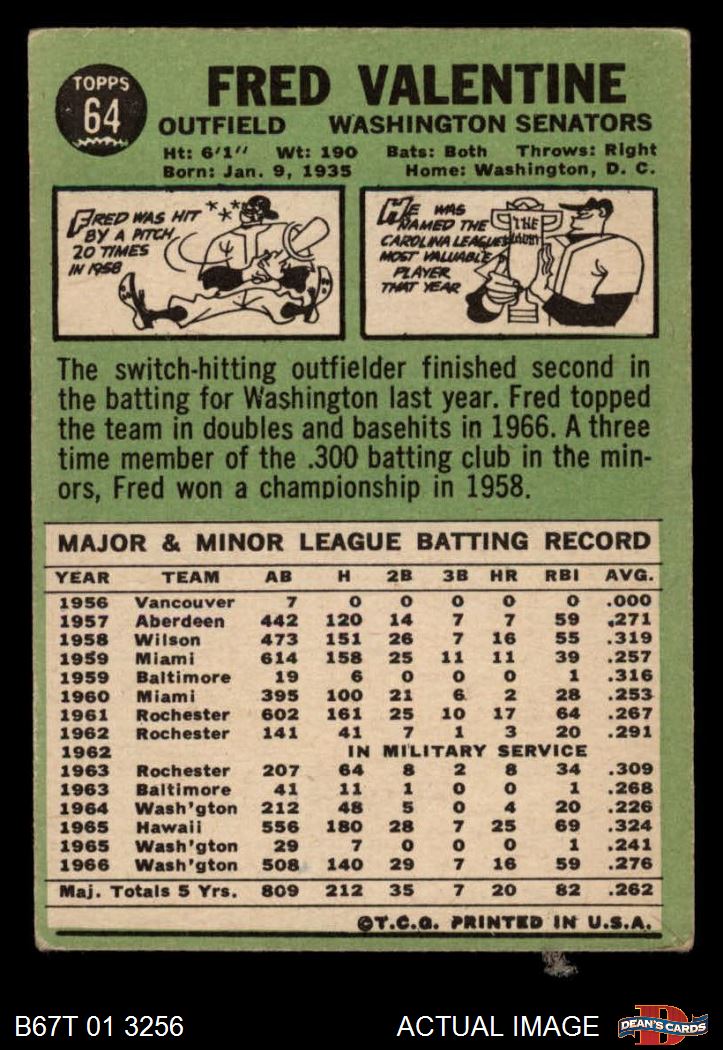 TOPPS
64
FRED VALENTINE
OUTFIELD WASHINGTON SENATORS
Ht: 6'1" Wt: 190 Bats: Both Throws: Right
Born: Jan. 9, 1935 Home: Washington, D. C.
FRED WAS HIT
BY A PITCH
20 TIMES
IN 1958
HE WAS
NAMED THE
CAROLINA LEAGUE'S
MOST VALUABLE
PLAYER
THAT YEAR
THE
The switch-hitting outfielder finished second in
the batting for Washington last year. Fred topped
the team in doubles and basehits in 1966. A three
time member of the .300 batting club in the min-
ors, Fred won a championship in 1958.
MAJOR & MINOR LEAGUE BATTING RECORD
YEAR TEAM AB H 2B 3B HR RBI AVG.
1956 Vancouver 7 0 0 0 0 0 .000
1957 Aberdeen 442 120 14 7 7 59 .271
1958 Wilson 473 151 26 7 16 55 .319
1959 Miami 614 158 25 11 11 39 .257
1959 Baltimore 19 6 0 0 0 1 .316
1960 Miami 395 100 21 6 2 28 .253
1961 Rochester 602 161 25 10 17 64 .267
1962 Rochester 141 41 7 1 3 20 .291
1962 IN MILITARY SERVICE
1963 Rochester 207 64 8 2 8 34 .309
1963 Baltimore 41 11 1 0 0 1 .268
1964 Wash'gton 212 48 5 0 4 20 .226
1965 Hawaii 556 180 28 7 25 69 .324
1965 Wash'gton 29 7 0 0 0 1 .241
1966 Wash'gton 508 140 29 7 16 59 .276
Maj. Totals 5 Yrs. 809 212 35 7 20 82 .262
©T.C.G. PRINTED IN U.S.A.
B67T 01 3256 ACTUAL IMAGE
D
DEAN'S CARDS